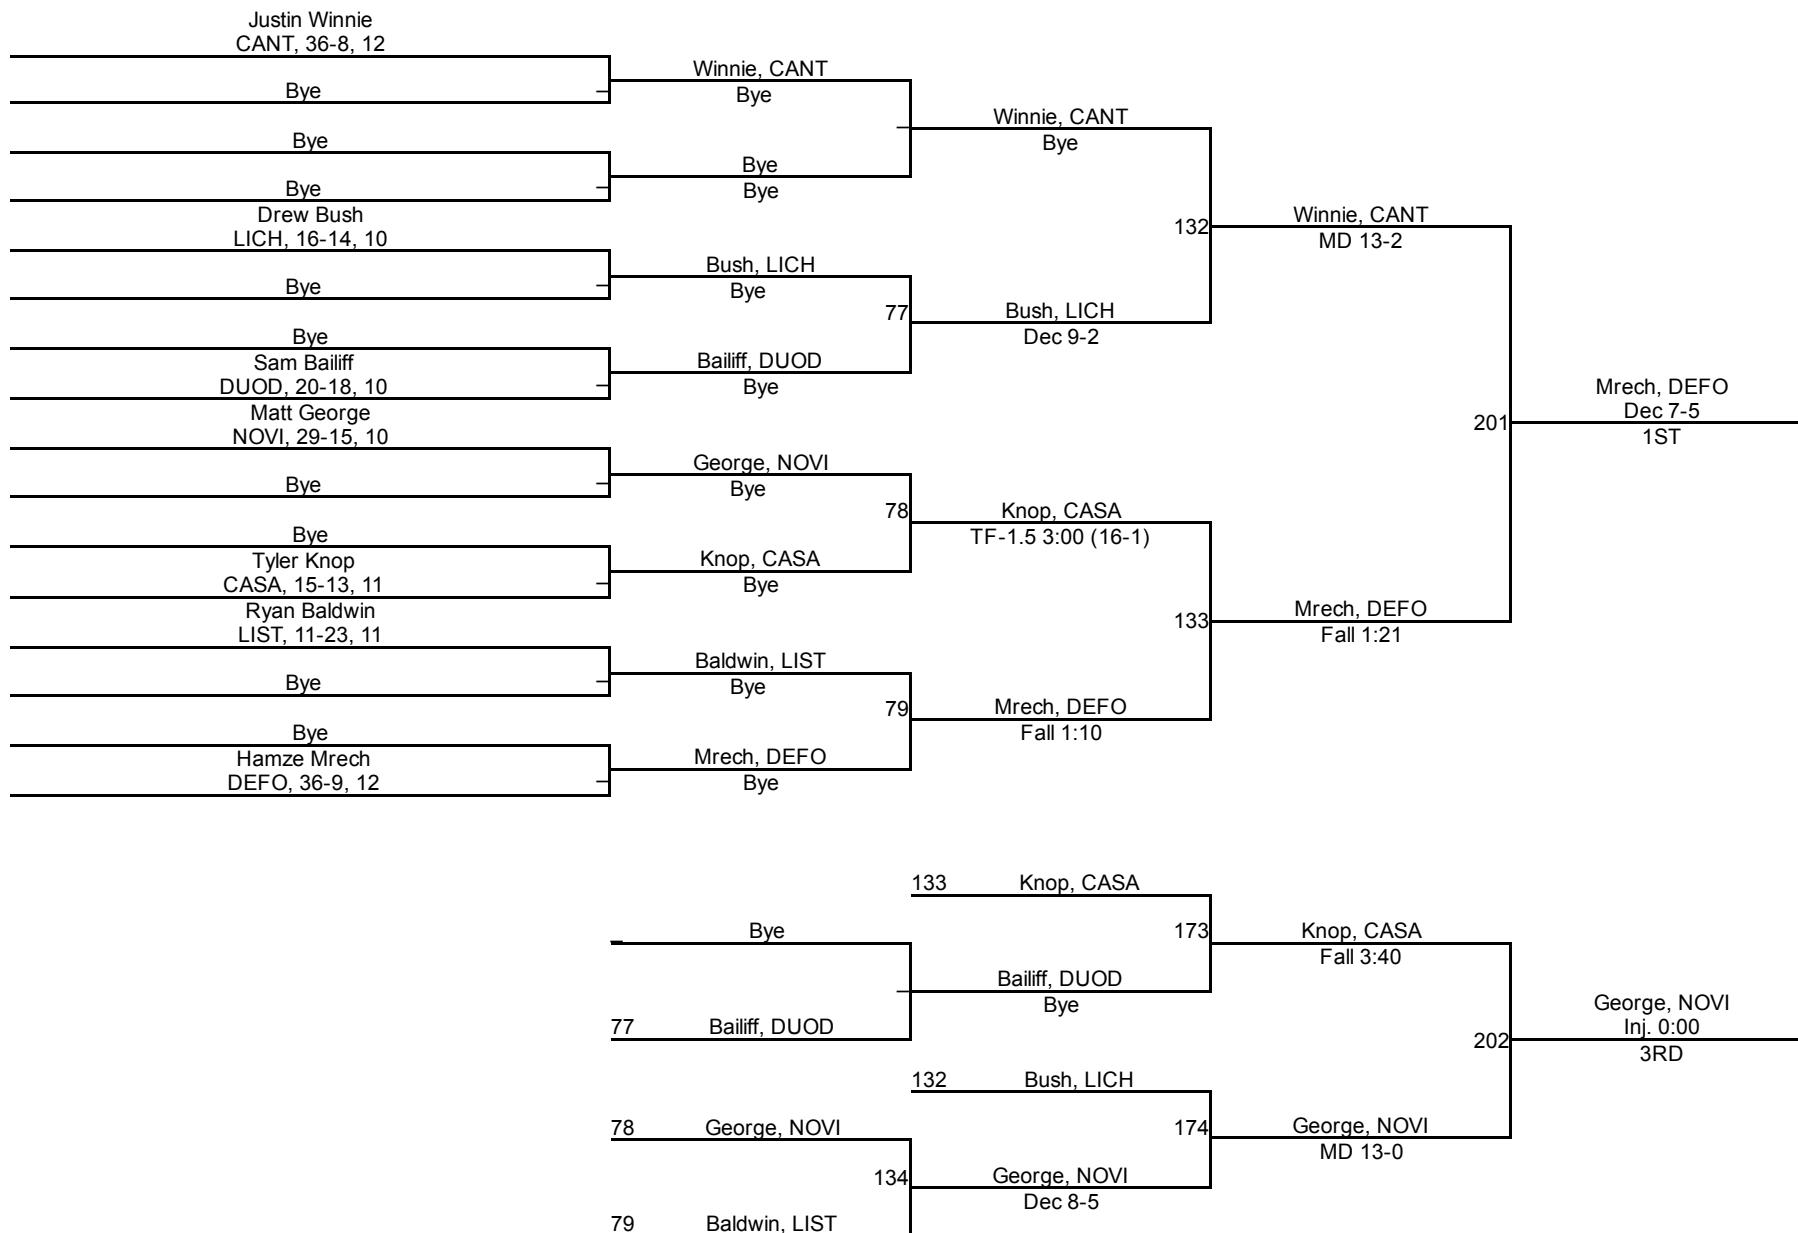 Justin Winnie
CANT, 36-8, 12
Bye
Bye
Bye
Drew Bush
LICH, 16-14, 10
Bye
Bye
Sam Bailiff
DUOD, 20-18, 10
Matt George
NOVI, 29-15, 10
Bye
Bye
Tyler Knop
CASA, 15-13, 11
Ryan Baldwin
LIST, 11-23, 11
Bye
Bye
Hamze Mrech
DEFO, 36-9, 12
Winnie, CANT
Bye
Bye
Bye
Bush, LICH
Bye
77
Bailiff, DUOD
Bye
George, NOVI
Bye
78
Knop, CASA
Bye
Baldwin, LIST
Bye
79
Mrech, DEFO
Bye
Winnie, CANT
Bye
132
Bush, LICH
Dec 9-2
Knop, CASA
TF-1.5 3:00 (16-1)
133
Mrech, DEFO
Fall 1:10
Winnie, CANT
MD 13-2
201
Mrech, DEFO
Fall 1:21
Mrech, DEFO
Dec 7-5
1ST
Bye
77 Bailiff, DUOD
78 George, NOVI
134
79 Baldwin, LIST
133 Knop, CASA
173
Bailiff, DUOD
Bye
132 Bush, LICH
174
George, NOVI
Dec 8-5
Knop, CASA
Fall 3:40
202
George, NOVI
MD 13-0
George, NOVI
Inj. 0:00
3RD